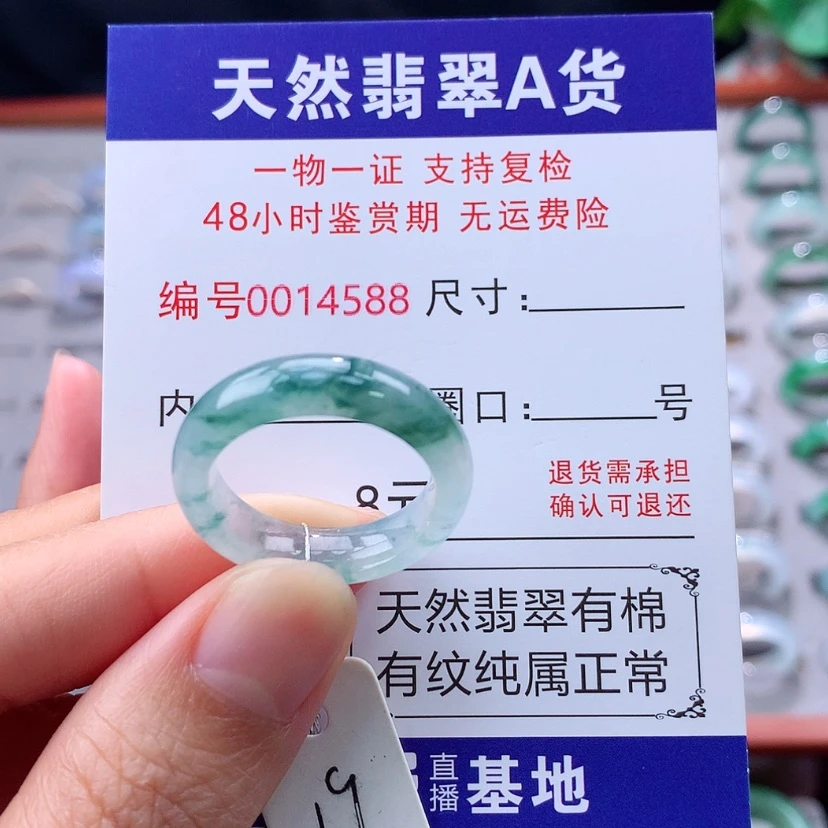 天然翡翠A货
一物一证 支持复检
48小时鉴赏期 无运费险
编号0014588 尺寸:
内 圈口: 号
退货需承担
8元 确认可退还
天然翡翠有棉
有纹纯属正常
直播基地
19